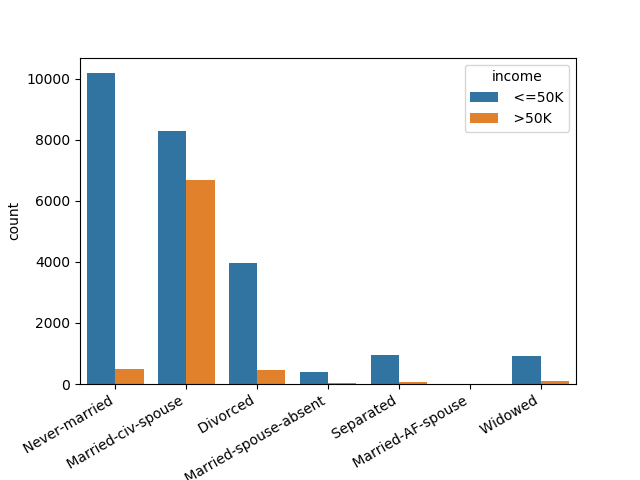 income
<=50K
>50K
count
10000
8000
6000
4000
2000
0
Never-married
Married-civ-spouse
Divorced
Married-spouse-absent
Separated
Married-AF-spouse
Widowed